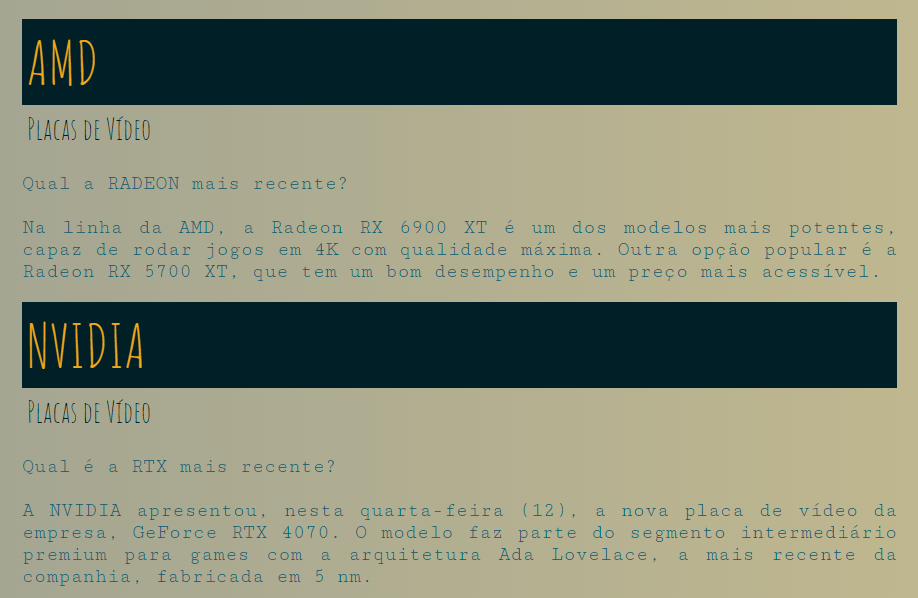 AMD
Placas de Vídeo
Qual a RADEON mais recente?
Na linha da AMD, a Radeon RX 6900 XT é um dos modelos mais potentes,
capaz de rodar jogos em 4K com qualidade máxima. Outra opção popular é a
Radeon RX 5700 XT, que tem um bom desempenho e um preço mais acessível.
NVIDIA
Placas de Vídeo
Qual é a RTX mais recente?
A NVIDIA apresentou, nesta quarta-feira (12), a nova placa de vídeo da
empresa, GeForce RTX 4070. O modelo faz parte do segmento intermediário
premium para games com a arquitetura Ada Lovelace, a mais recente da
companhia, fabricada em 5 nm.